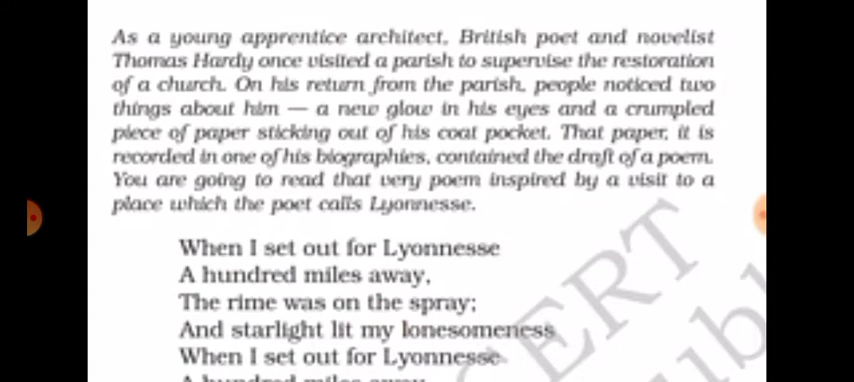 As a young apprentice architect, British poet and novelist
Thomas Hardy once visited a parish to supervise the restoration
of a church. On his return from the parish, people noticed two
things about him — a new glow in his eyes and a crumpled
piece of paper sticking out of his coat pocket. That paper, it is
recorded in one of his biographies, contained the draft of a poem.
You are going to read that very poem inspired by a visit to a
place which the poet calls Lyonnesse.
When I set out for Lyonnesse
A hundred miles away,
The rime was on the spray;
And starlight lit my lonesomeness
When I set out for Lyonnesse
A hundred miles away.
CERT
ub